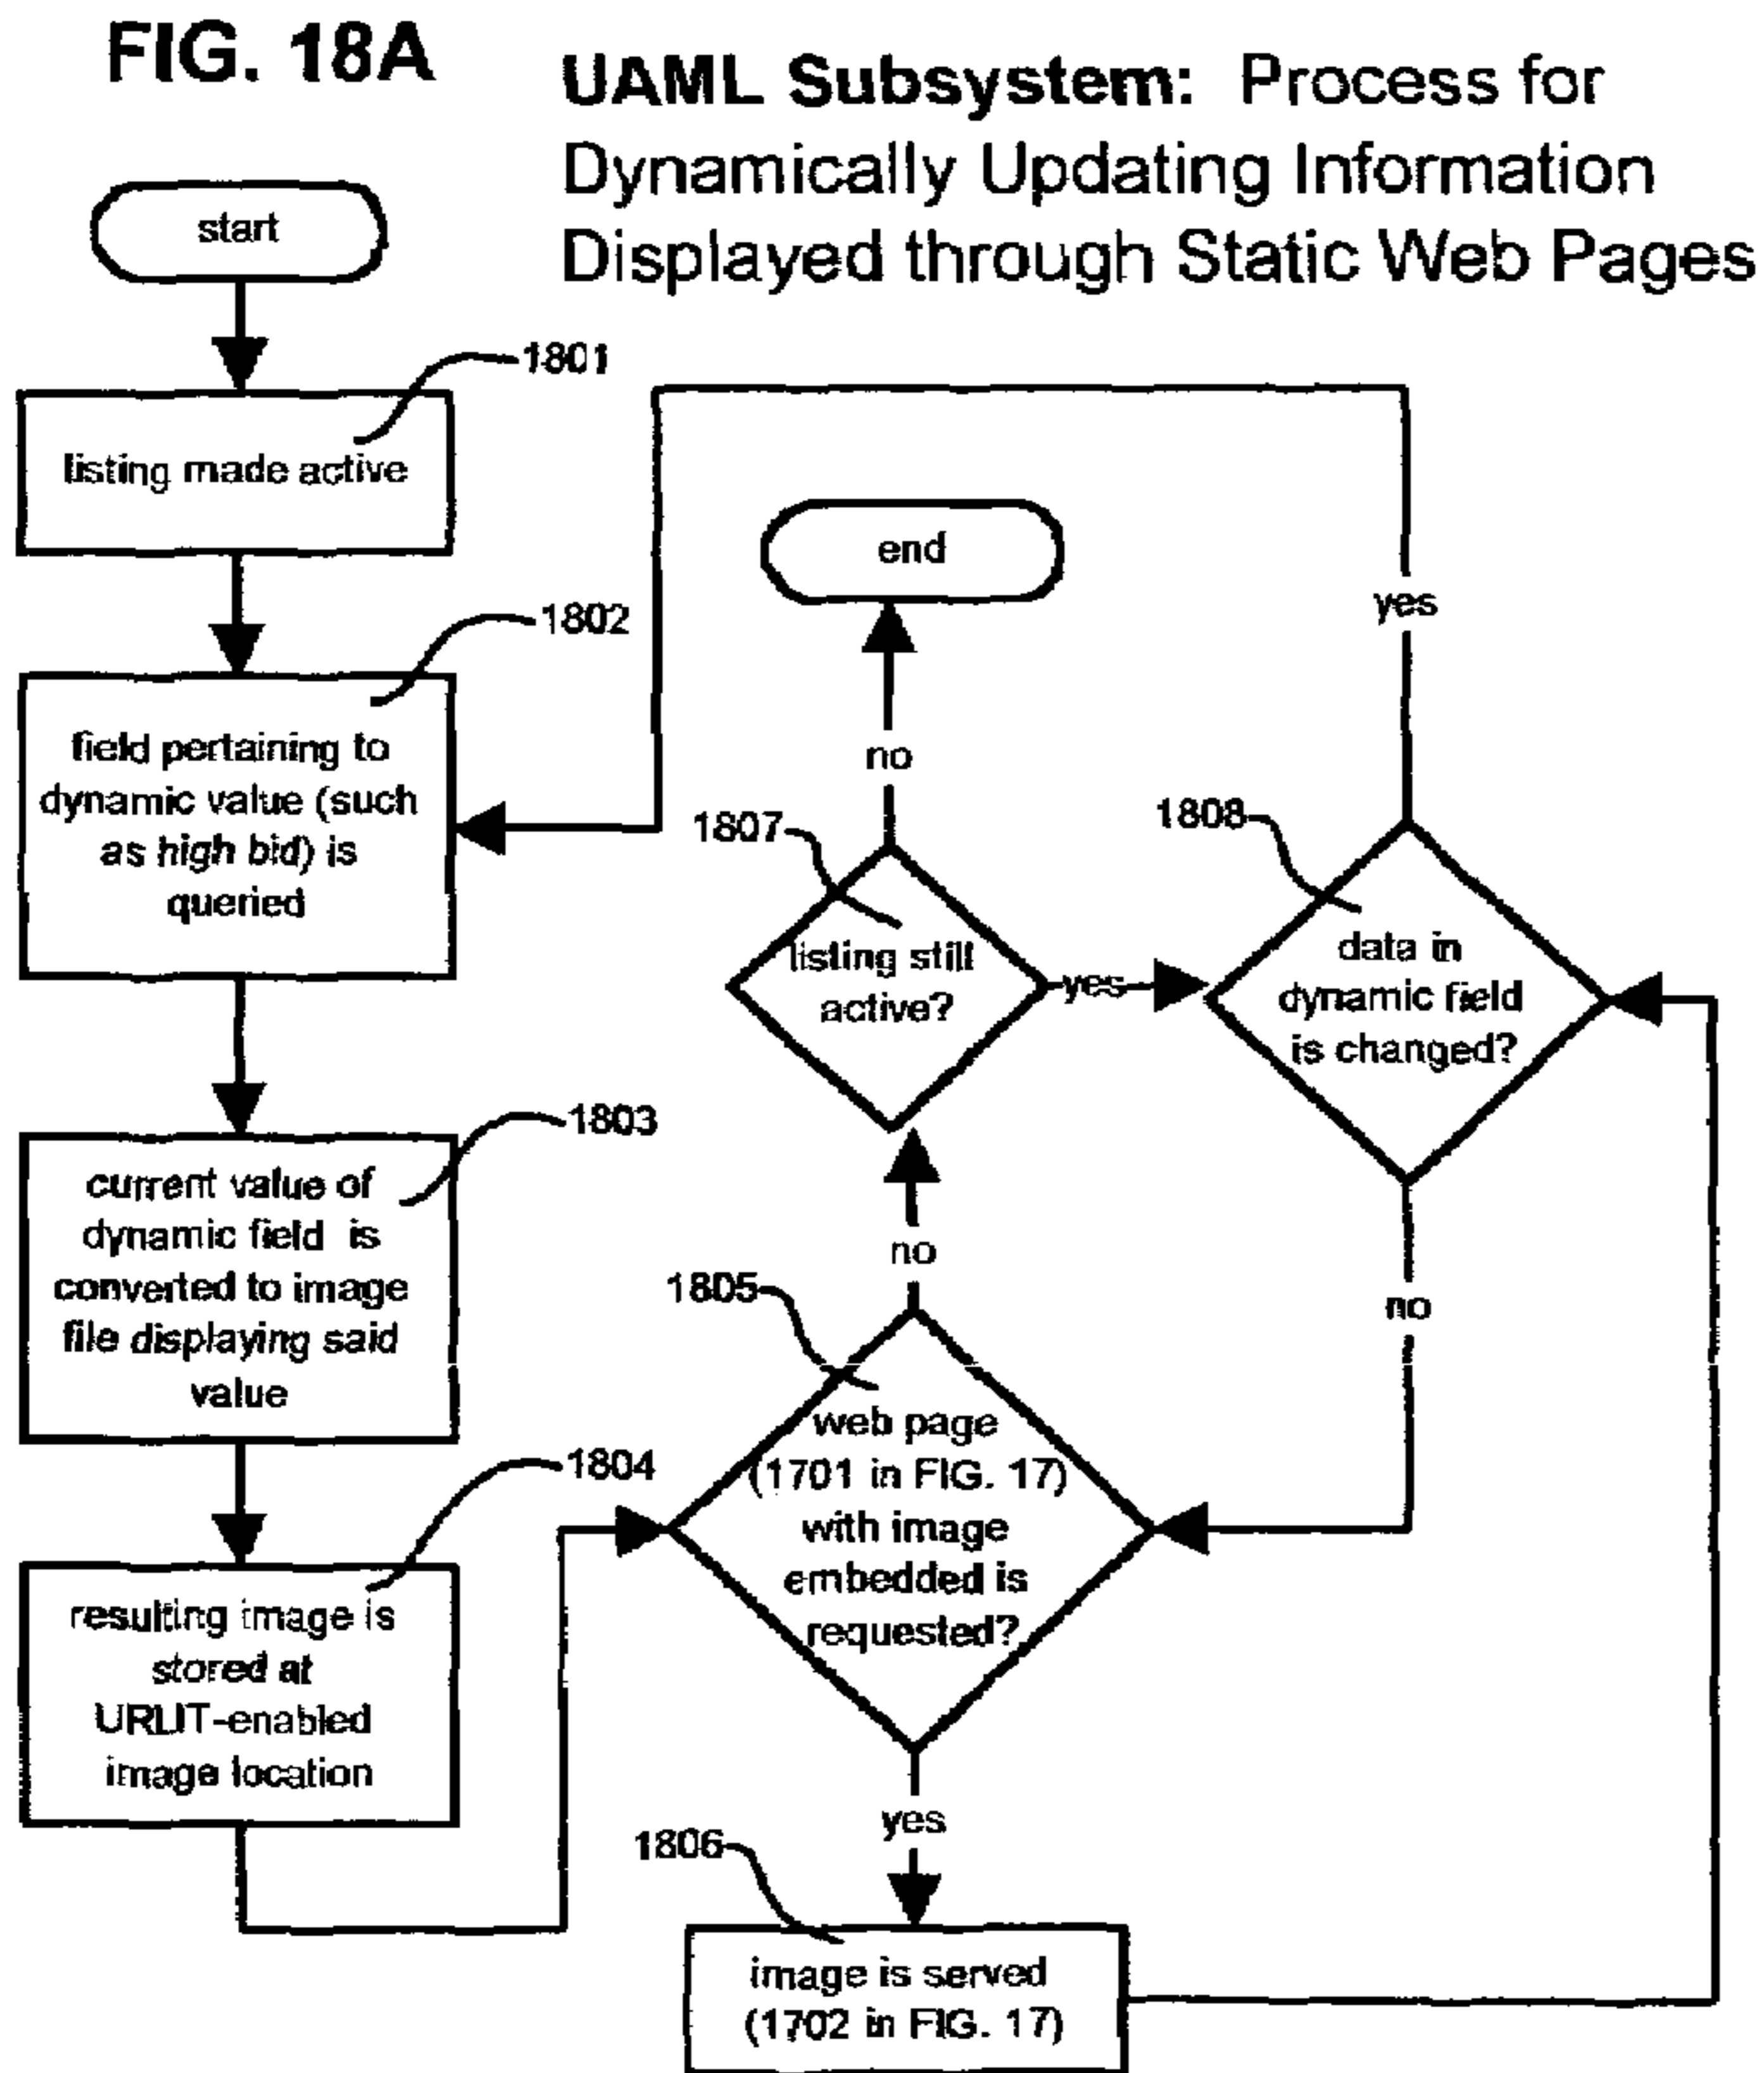 FIG. 18A
UAML Subsystem: Process for
Dynamically Updating Information
Displayed through Static Web Pages
start
1801
listing made active
1802
field pertaining to
dynamic value (such
as high bid) is
queried
1803
current value of
dynamic field is
converted to image
file displaying said
value
1804
resulting image is
stored at
URLIT-enabled
image location
end
no
1807
listing still
active?
yes
1808
data in
dynamic field
is changed?
yes
no
no
1805
web page
(1701 in FIG. 17)
with image
embedded is
requested?
yes
1806
image is served
(1702 in FIG. 17)